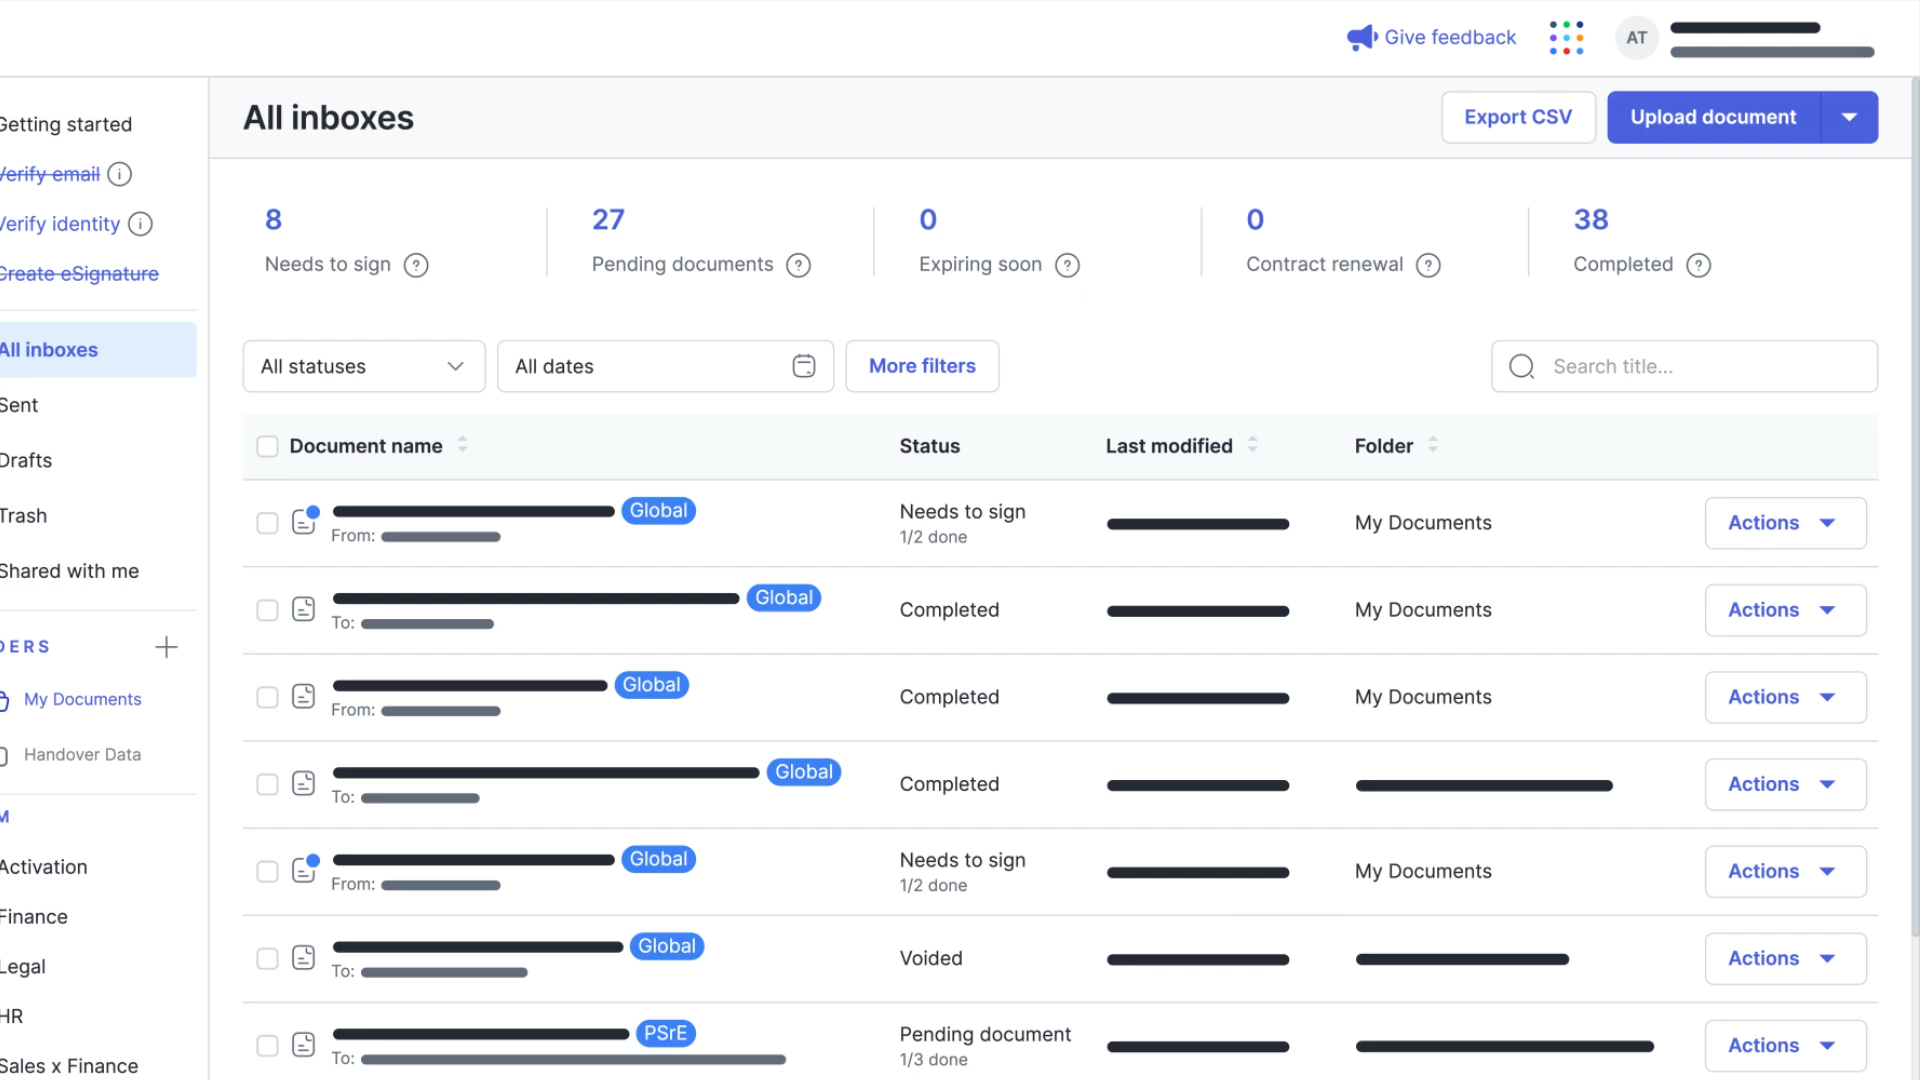 Give feedback
AT
Getting started
Verify email
Verify identity
Create eSignature
All inboxes
Sent
Drafts
Trash
Shared with me
DERS
My Documents
Handover Data
M
Activation
Finance
Legal
HR
Sales x Finance
All inboxes
Export CSV
Upload document
8
Needs to sign ?
27
Pending documents ?
0
Expiring soon ?
0
Contract renewal ?
38
Completed ?
All statuses
All dates
More filters
Search title...
Document name Status Last modified Folder
Global
From:
Needs to sign
1/2 done
My Documents
Actions
Global
To:
Completed
My Documents
Actions
Global
From:
Completed
My Documents
Actions
Global
To:
Completed
Actions
Global
From:
Needs to sign
1/2 done
My Documents
Actions
Global
To:
Voided
Actions
PSrE
To:
Pending document
1/3 done
Actions